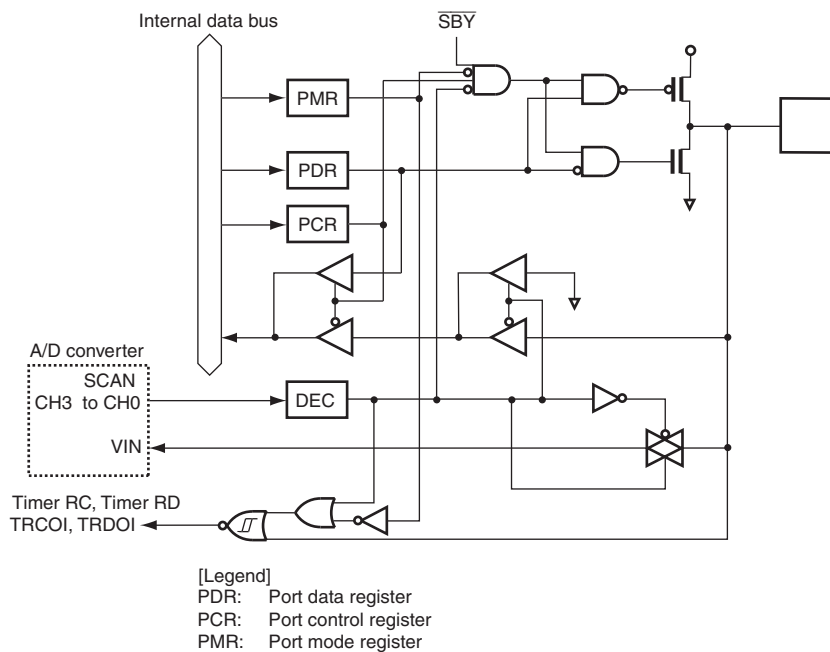 Internal data bus
SBY
PMR
PDR
PCR
A/D converter
SCAN
CH3 to CH0
DEC
VIN
Timer RC, Timer RD
TRCOI, TRDOI
[Legend]
PDR: Port data register
PCR: Port control register
PMR: Port mode register